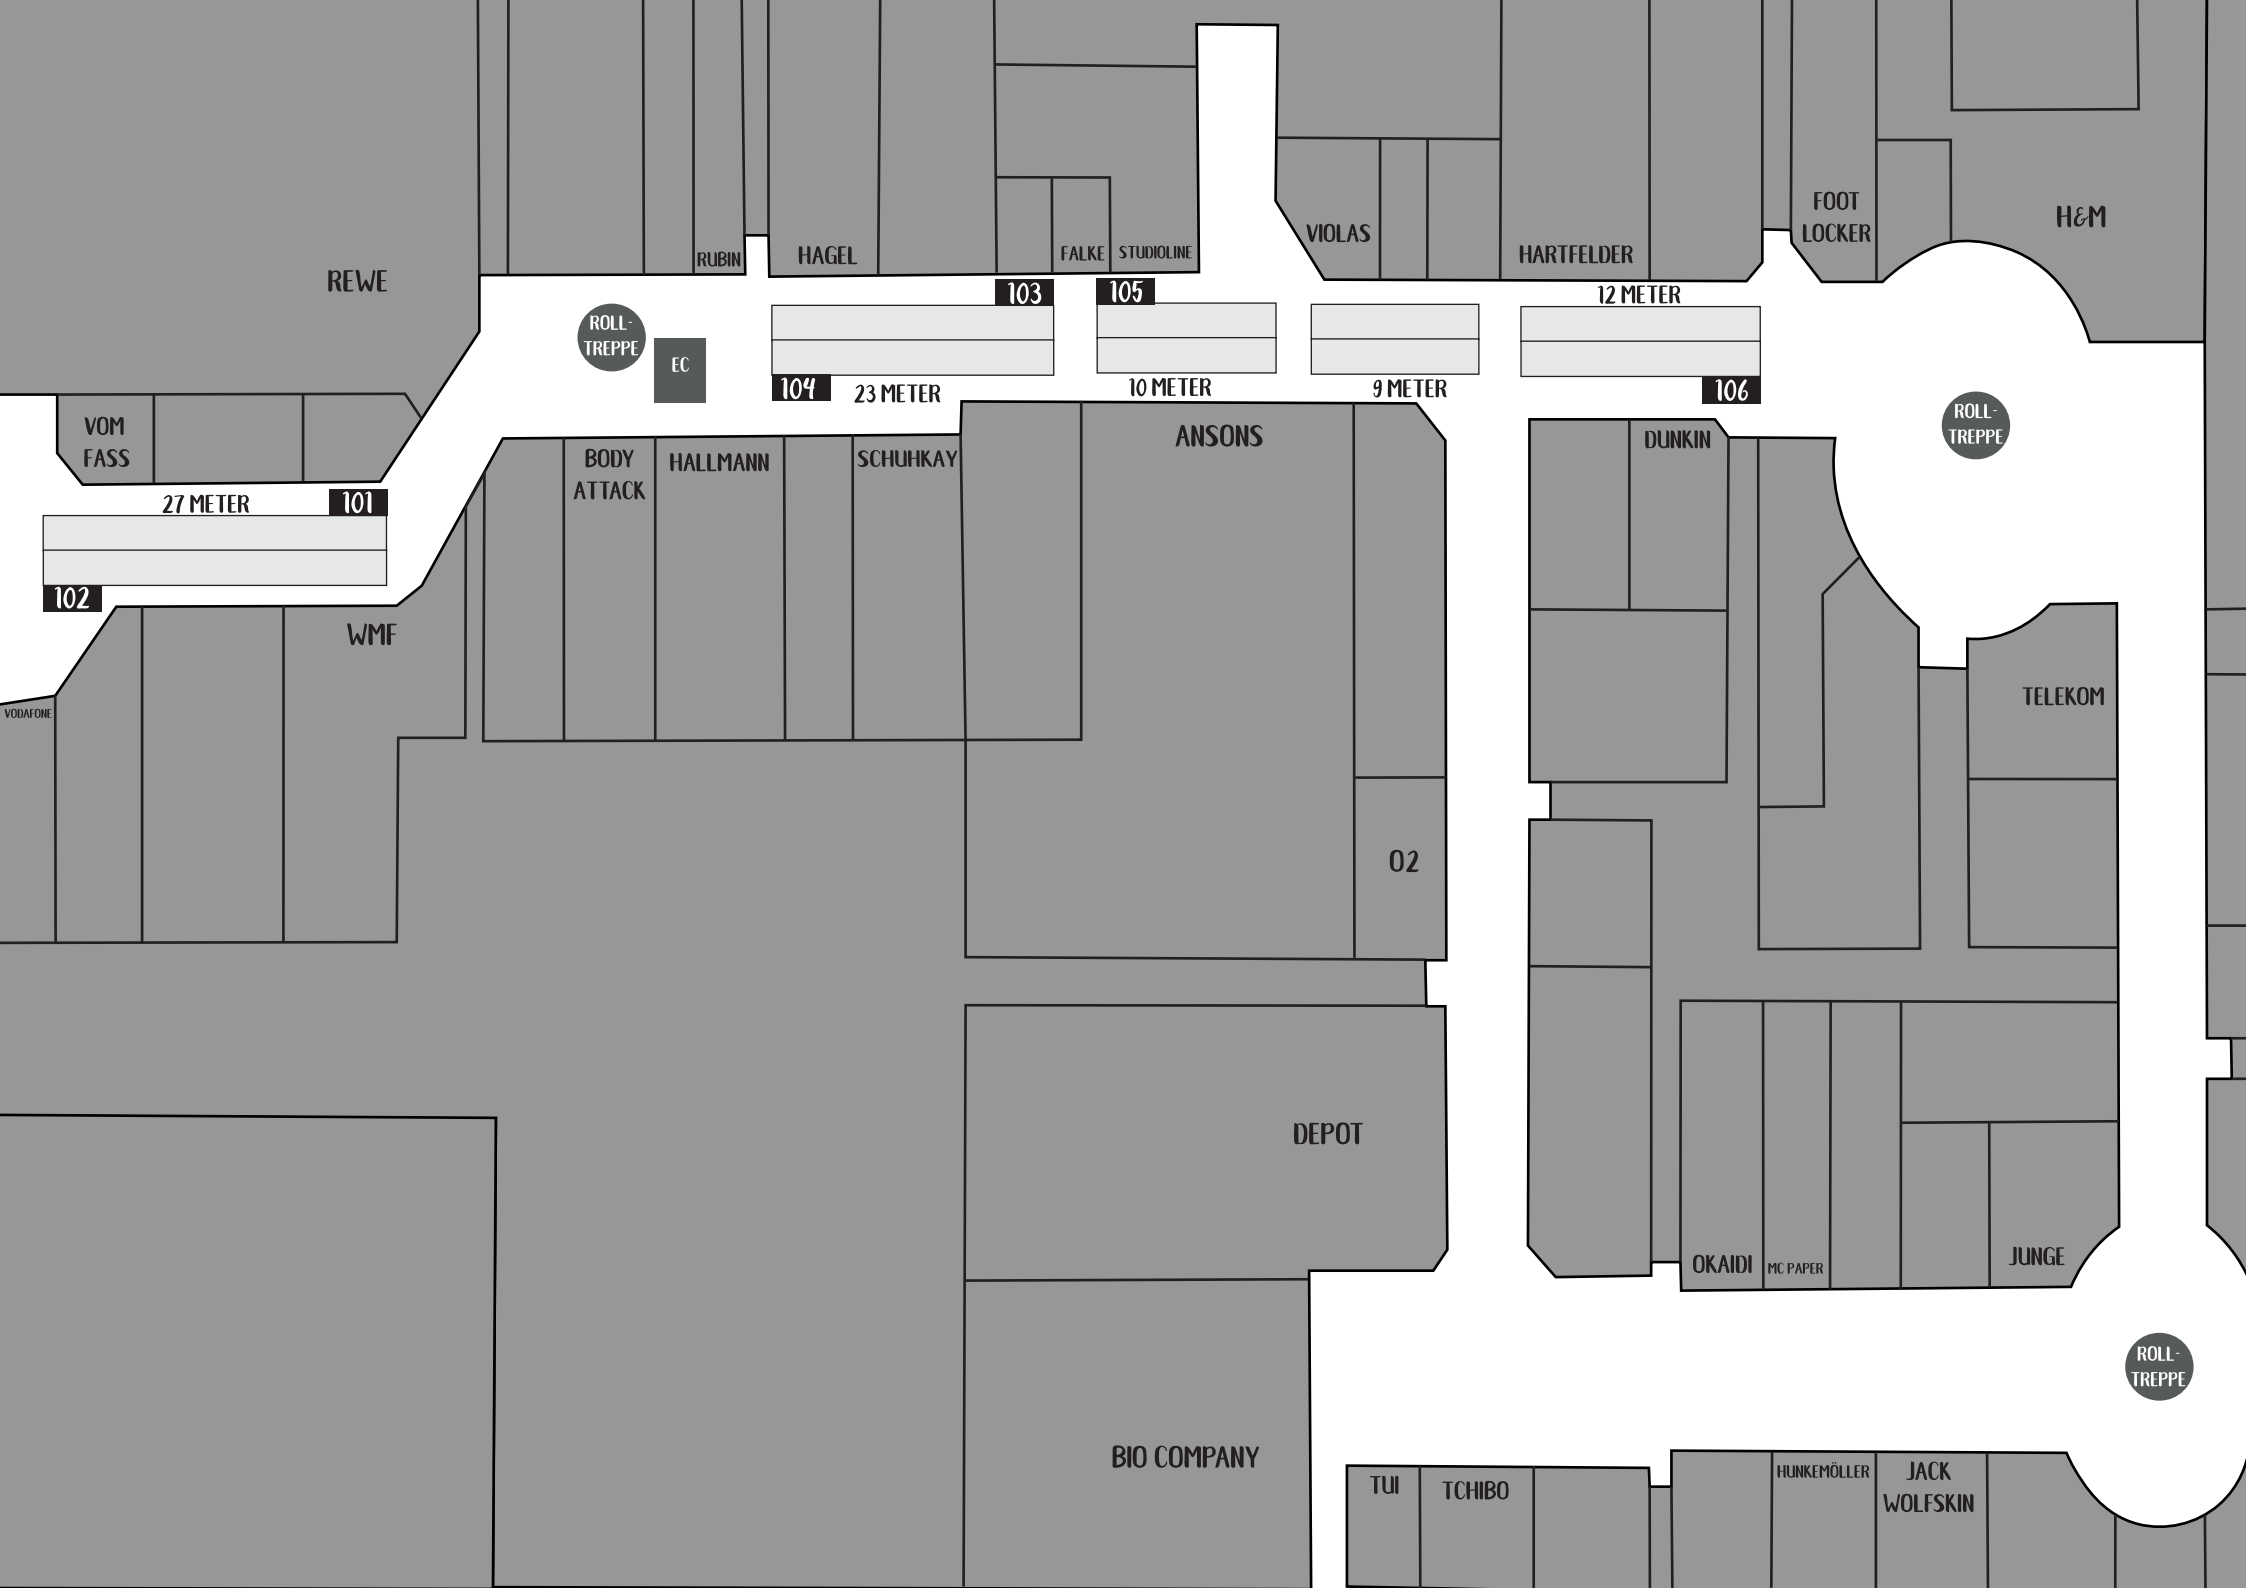 REWE
RUBIN
HAGEL
FALKE
STUDIOLINE
VIOLAS
HARTFELDER
FOOT
LOCKER
H&M
103
105
12 METER
ROLL-
TREPPE
EC
104
23 METER
10 METER
9 METER
106
ROLL-
TREPPE
VOM
FASS
BODY
ATTACK
HALLMANN
SCHUHKAY
ANSONS
DUNKIN
27 METER
101
102
WMF
VODAFONE
TELEKOM
O2
DEPOT
OKAIDI
MC PAPER
JUNGE
ROLL-
TREPPE
BIO COMPANY
TUI
TCHIBO
HUNKEMÖLLER
JACK
WOLFSKIN